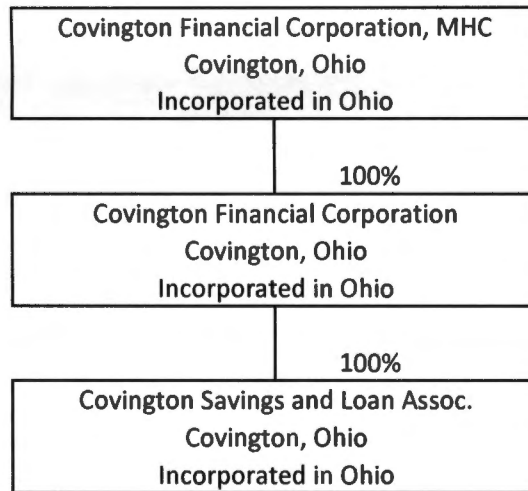 Covington Financial Corporation, MHC
Covington, Ohio
Incorporated in Ohio
100%
Covington Financial Corporation
Covington, Ohio
Incorporated in Ohio
100%
Covington Savings and Loan Assoc.
Covington, Ohio
Incorporated in Ohio